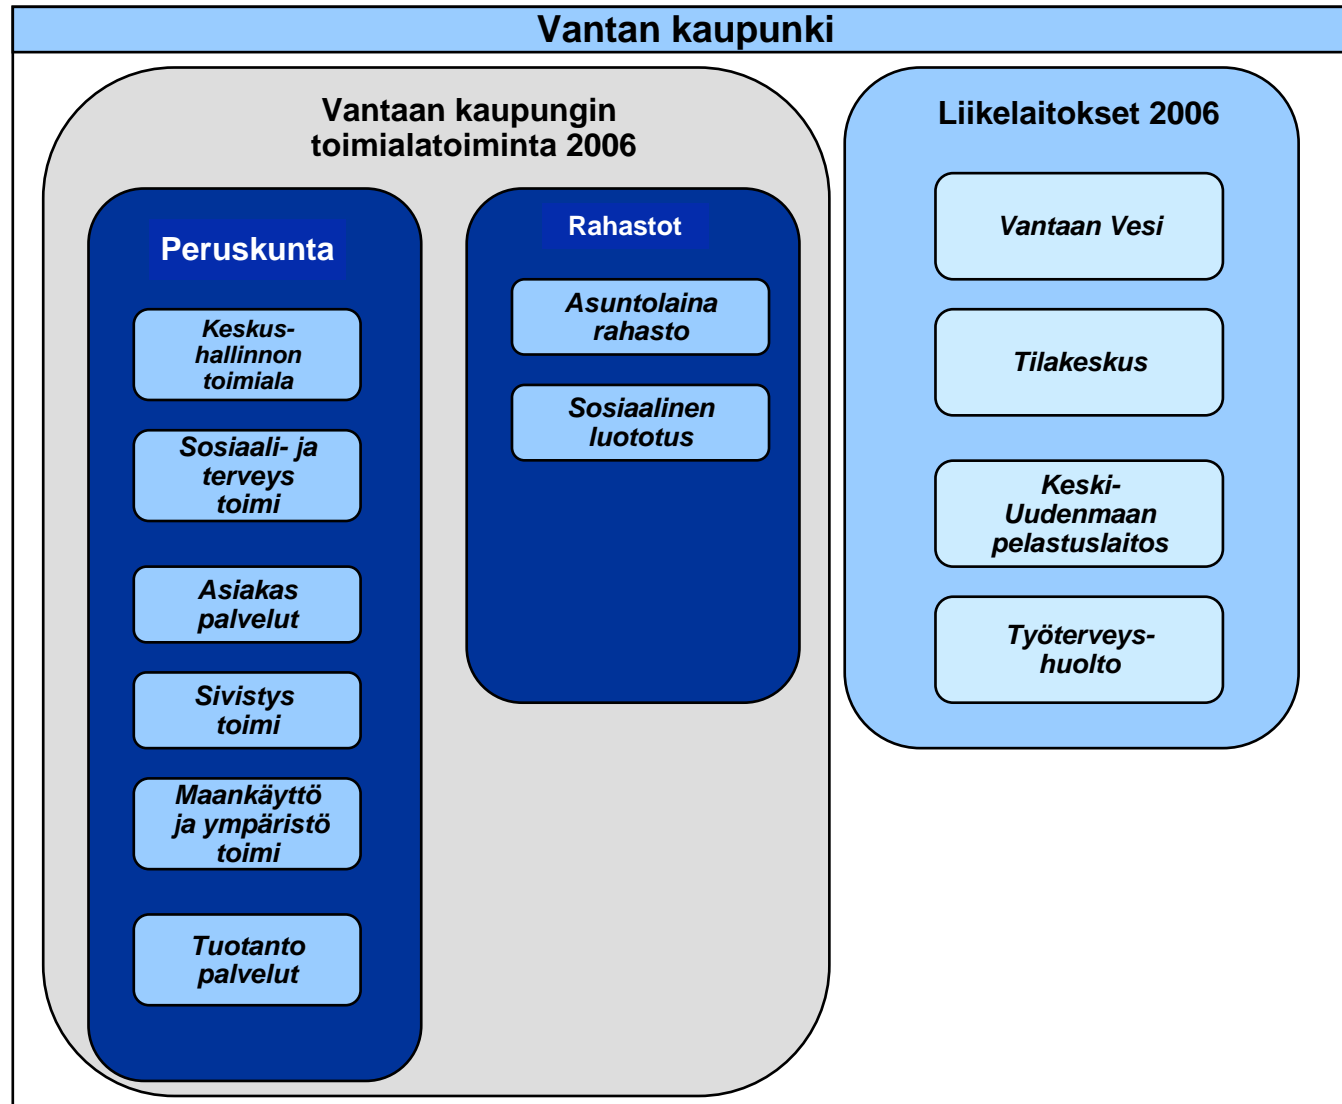 Vantan kaupunki
Vantaan kaupungin
toimialatoiminta 2006
Peruskunta
Keskus-
hallinnon
toimiala
Sosiaali- ja
terveys
toimi
Asiakas
palvelut
Sivistys
toimi
Maankäyttö
ja ympäristö
toimi
Tuotanto
palvelut
Rahastot
Asuntolaina
rahasto
Sosiaalinen
luototus
Liikelaitokset 2006
Vantaan Vesi
Tilakeskus
Keski-
Uudenmaan
pelastuslaitos
Työterveys-
huolto